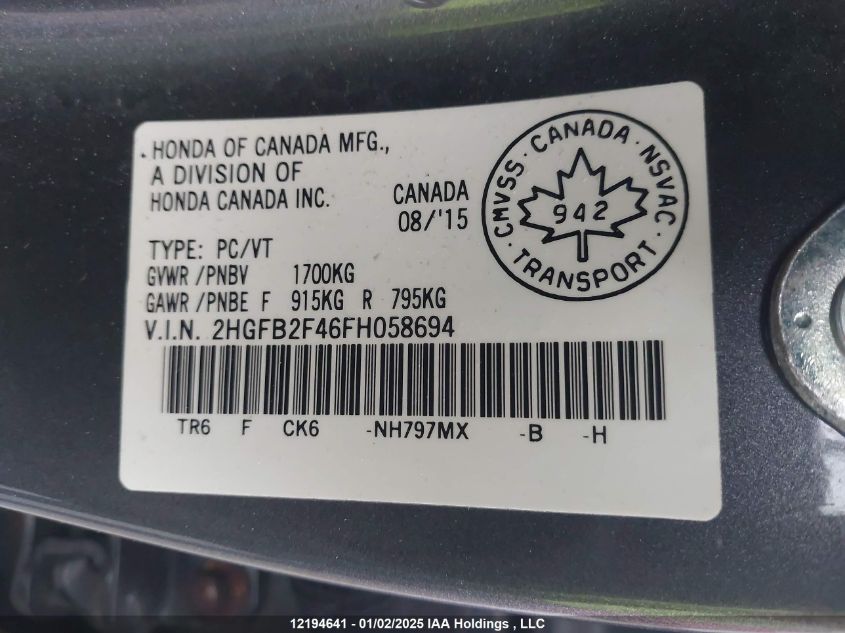 HONDA OF CANADA MFG.,
A DIVISION OF
HONDA CANADA INC.
CANADA
08/'15
CMVSS · CANADA · NSVAC · TRANSPORT ·
942
TYPE: PC/VT
GVWR /PNBV 1700KG
GAWR /PNBE F 915KG R 795KG
V.I.N. 2HGFB2F46FH058694
TR6 F CK6 -NH797MX -B -H
12194641 - 01/02/2025 IAA Holdings , LLC